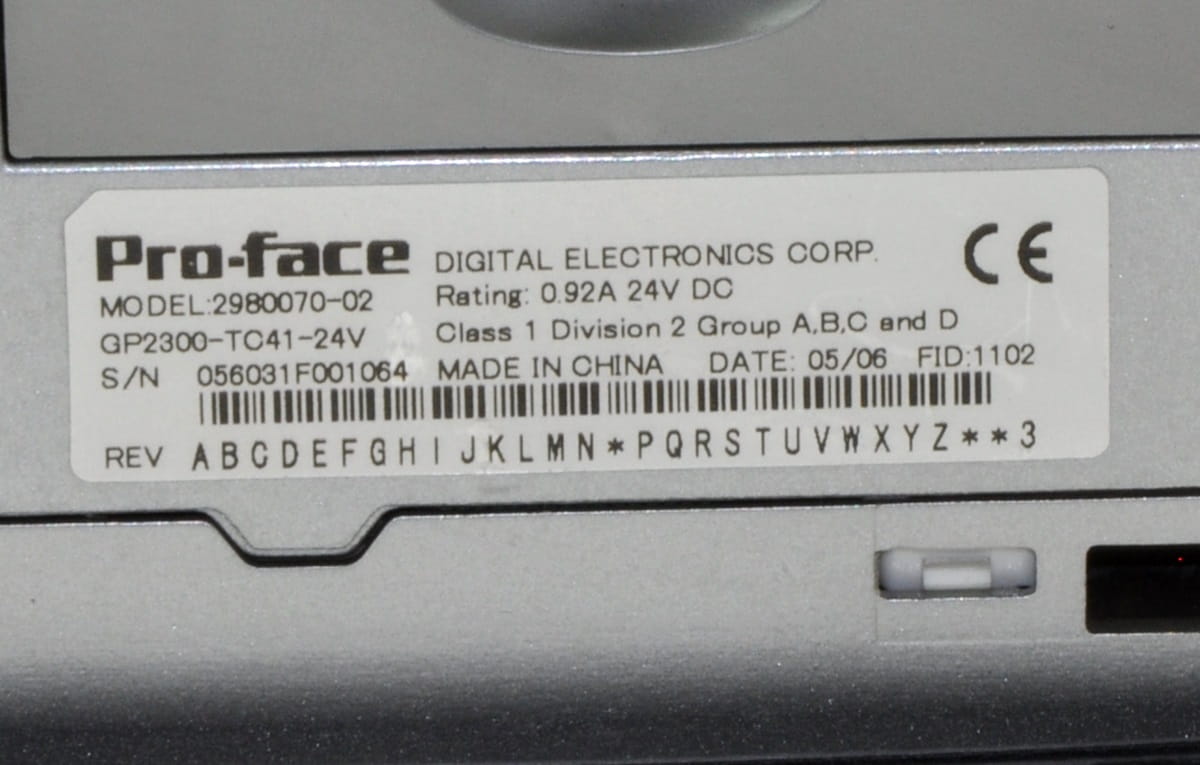 Pro-face DIGITAL ELECTRONICS CORP. CE
MODEL:2980070-02 Rating: 0.92A 24V DC
GP2300-TC41-24V Class 1 Division 2 Group A,B,C and D
S/N 056031F001064 MADE IN CHINA DATE: 05/06 FID:1102
REV A B C D E F G H I J K L M N * P Q R S T U V W X Y Z * * 3